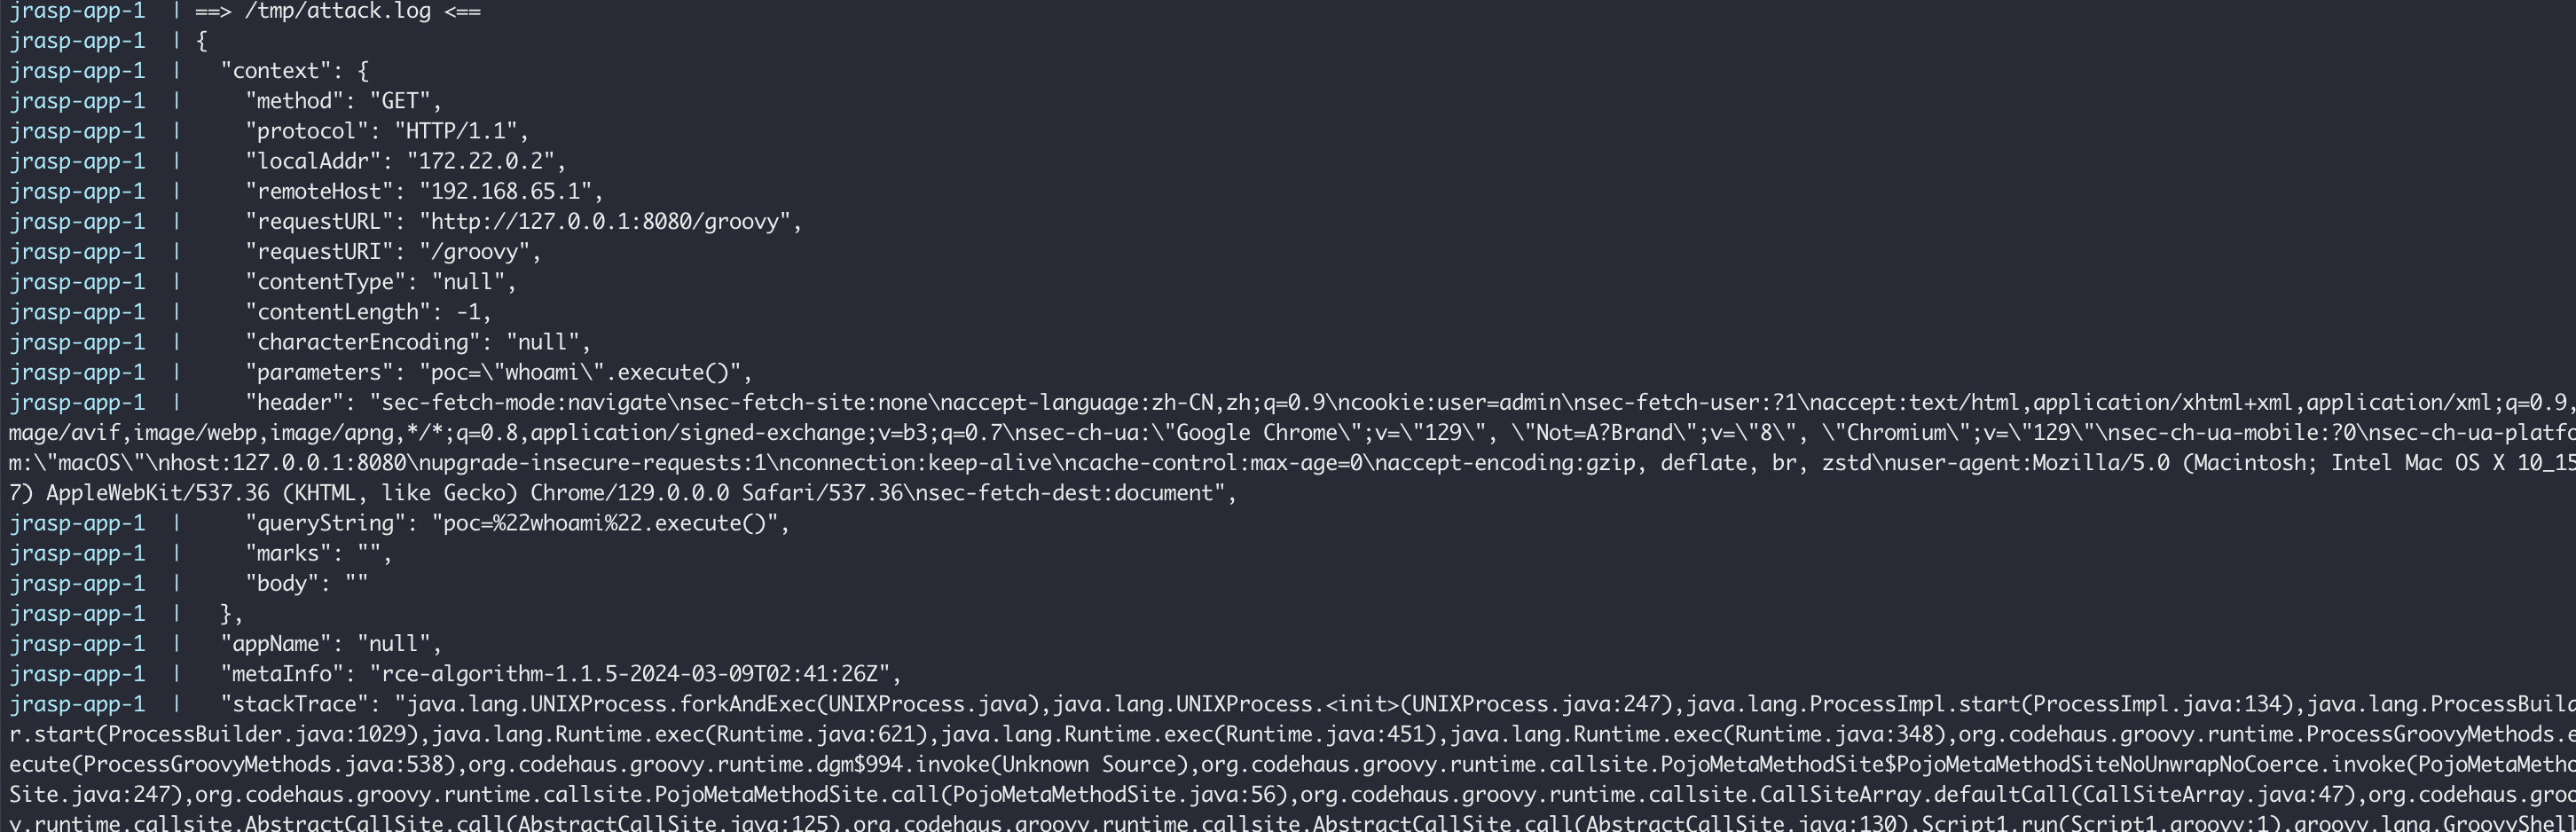 jrasp-app-1  | ==> /tmp/attack.log <==
jrasp-app-1  | {
jrasp-app-1  |   "context": {
jrasp-app-1  |     "method": "GET",
jrasp-app-1  |     "protocol": "HTTP/1.1",
jrasp-app-1  |     "localAddr": "172.22.0.2",
jrasp-app-1  |     "remoteHost": "192.168.65.1",
jrasp-app-1  |     "requestURL": "http://127.0.0.1:8080/groovy",
jrasp-app-1  |     "requestURI": "/groovy",
jrasp-app-1  |     "contentType": "null",
jrasp-app-1  |     "contentLength": -1,
jrasp-app-1  |     "characterEncoding": "null",
jrasp-app-1  |     "parameters": "poc=\"whoami\".execute()",
jrasp-app-1  |     "header": "sec-fetch-mode:navigate\nsec-fetch-site:none\naccept-language:zh-CN,zh;q=0.9\ncookie:user=admin\nsec-fetch-user:?1\naccept:text/html,application/xhtml+xml,application/xml;q=0.9,
mage/avif,image/webp,image/apng,*/*;q=0.8,application/signed-exchange;v=b3;q=0.7\nsec-ch-ua:\"Google Chrome\";v=\"129\", \"Not=A?Brand\";v=\"8\", \"Chromium\";v=\"129\"\nsec-ch-ua-mobile:?0\nsec-ch-ua-platfo
m:\"macOS\"\nhost:127.0.0.1:8080\nupgrade-insecure-requests:1\nconnection:keep-alive\ncache-control:max-age=0\naccept-encoding:gzip, deflate, br, zstd\nuser-agent:Mozilla/5.0 (Macintosh; Intel Mac OS X 10_15
7) AppleWebKit/537.36 (KHTML, like Gecko) Chrome/129.0.0.0 Safari/537.36\nsec-fetch-dest:document",
jrasp-app-1  |     "queryString": "poc=%22whoami%22.execute()",
jrasp-app-1  |     "marks": "",
jrasp-app-1  |     "body": ""
jrasp-app-1  |   },
jrasp-app-1  |   "appName": "null",
jrasp-app-1  |   "metaInfo": "rce-algorithm-1.1.5-2024-03-09T02:41:26Z",
jrasp-app-1  |   "stackTrace": "java.lang.UNIXProcess.forkAndExec(UNIXProcess.java),java.lang.UNIXProcess.<init>(UNIXProcess.java:247),java.lang.ProcessImpl.start(ProcessImpl.java:134),java.lang.ProcessBuild
r.start(ProcessBuilder.java:1029),java.lang.Runtime.exec(Runtime.java:621),java.lang.Runtime.exec(Runtime.java:451),java.lang.Runtime.exec(Runtime.java:348),org.codehaus.groovy.runtime.ProcessGroovyMethods.e
ecute(ProcessGroovyMethods.java:538),org.codehaus.groovy.runtime.dgm$994.invoke(Unknown Source),org.codehaus.groovy.runtime.callsite.PojoMetaMethodSite$PojoMetaMethodSiteNoUnwrapNoCoerce.invoke(PojoMetaMetho
Site.java:247),org.codehaus.groovy.runtime.callsite.PojoMetaMethodSite.call(PojoMetaMethodSite.java:56),org.codehaus.groovy.runtime.callsite.CallSiteArray.defaultCall(CallSiteArray.java:47),org.codehaus.groo
y.runtime.callsite.AbstractCallSite.call(AbstractCallSite.java:125),org.codehaus.groovy.runtime.callsite.AbstractCallSite.call(AbstractCallSite.java:130),Script1.run(Script1.groovy:1),groovy.lang.GroovyShell